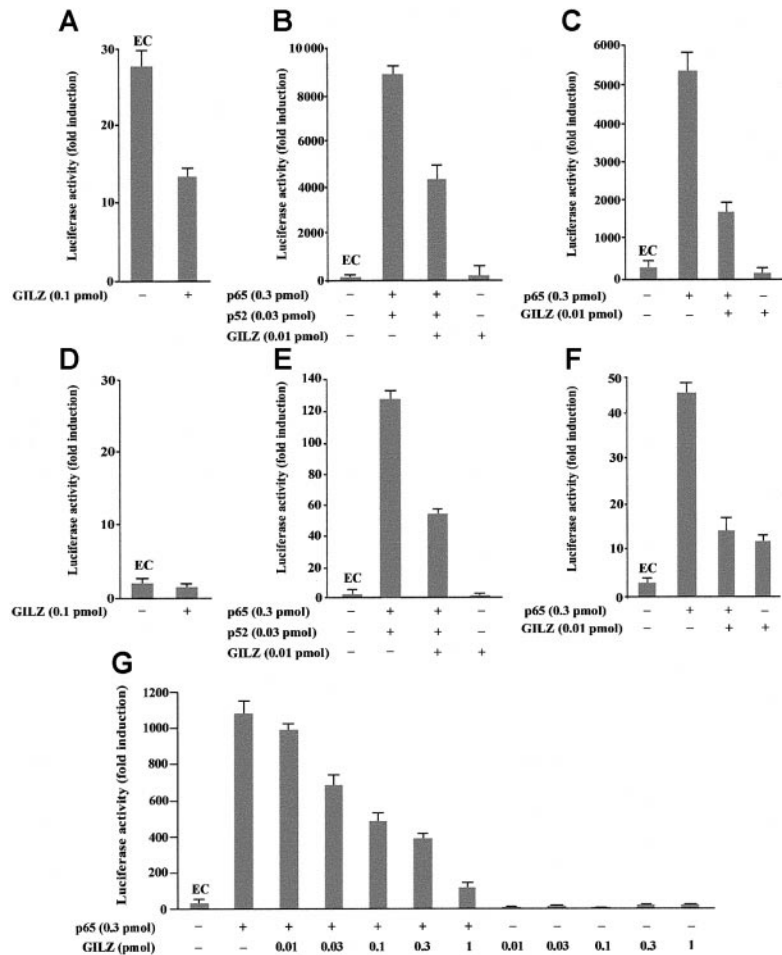 A
Luciferase activity (fold induction)
30
20
10
0
EC
GILZ (0.1 pmol) – +
B
Luciferase activity (fold induction)
10 000
8000
6000
4000
2000
0
EC
p65 (0.3 pmol) – + + –
p52 (0.03 pmol) – + + –
GILZ (0.01 pmol) – – + +
C
Luciferase activity (fold induction)
6000
5000
4000
3000
2000
1000
0
EC
p65 (0.3 pmol) – + + –
GILZ (0.01 pmol) – – + +
D
Luciferase activity (fold induction)
30
20
10
0
EC
GILZ (0.1 pmol) – +
E
Luciferase activity (fold induction)
140
120
100
80
60
40
20
0
EC
p65 (0.3 pmol) – + + –
p52 (0.03 pmol) – + + –
GILZ (0.01 pmol) – – + +
F
Luciferase activity (fold induction)
50
40
30
20
10
0
EC
p65 (0.3 pmol) – + + –
GILZ (0.01 pmol) – – + +
G
Luciferase activity (fold induction)
1200
1000
800
600
400
200
0
EC
p65 (0.3 pmol) – + + + + + + – – – – –
GILZ (pmol) – – 0.01 0.03 0.1 0.3 1 0.01 0.03 0.1 0.3 1